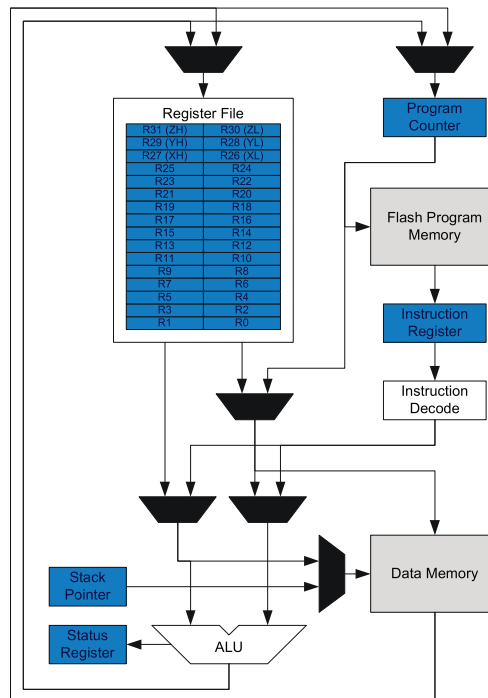 Register File
R31 (ZH) R30 (ZL)
R29 (YH) R28 (YL)
R27 (XH) R26 (XL)
R25 R24
R23 R22
R21 R20
R19 R18
R17 R16
R15 R14
R13 R12
R11 R10
R9 R8
R7 R6
R5 R4
R3 R2
R1 R0
Program
Counter
Flash Program
Memory
Instruction
Register
Instruction
Decode
Stack
Pointer
Data Memory
Status
Register
ALU